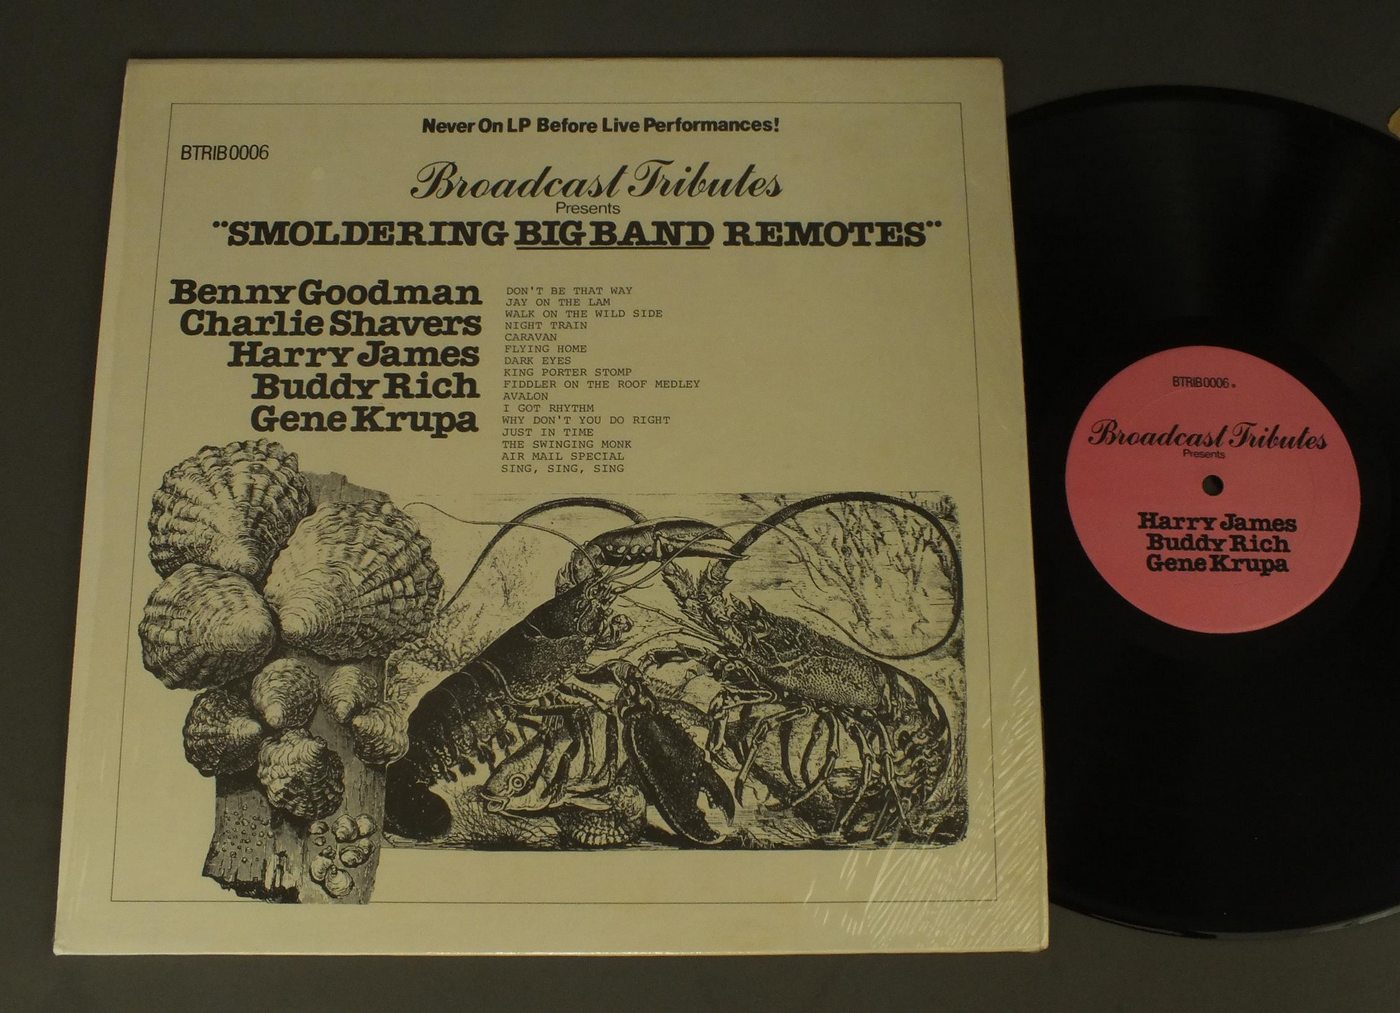 Never On LP Before Live Performances!
BTRIB0006
Broadcast Tributes
Presents
"SMOLDERING BIG BAND REMOTES"
Benny Goodman
Charlie Shavers
Harry James
Buddy Rich
Gene Krupa
DON'T BE THAT WAY
JAY ON THE LAM
WALK ON THE WILD SIDE
NIGHT TRAIN
CARAVAN
FLYING HOME
DARK EYES
KING PORTER STOMP
FIDDLER ON THE ROOF MEDLEY
AVALON
I GOT RHYTHM
WHY DON'T YOU DO RIGHT
JUST IN TIME
THE SWINGING MONK
AIR MAIL SPECIAL
SING, SING, SING
BTRIB0006
Broadcast Tributes
Presents
Harry James
Buddy Rich
Gene Krupa